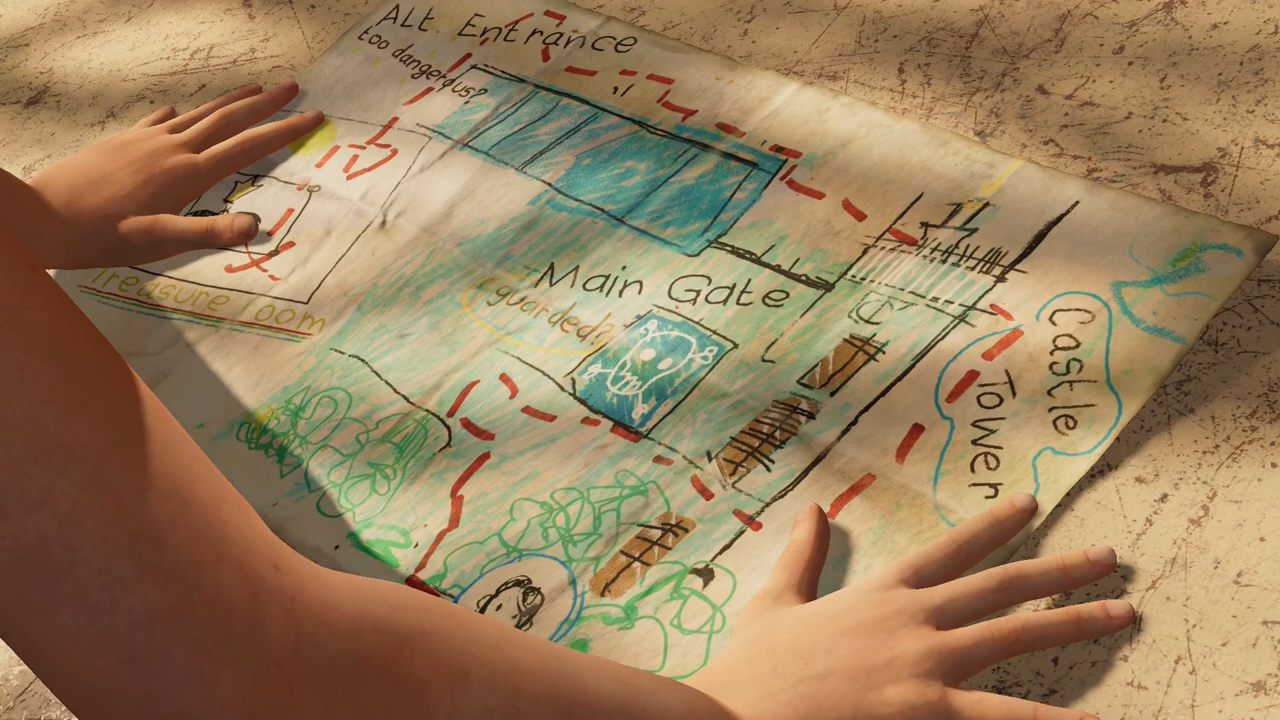 Alt. Entrance
too dangerous?
Main Gate
guarded?
Treasure room
Castle
Tower